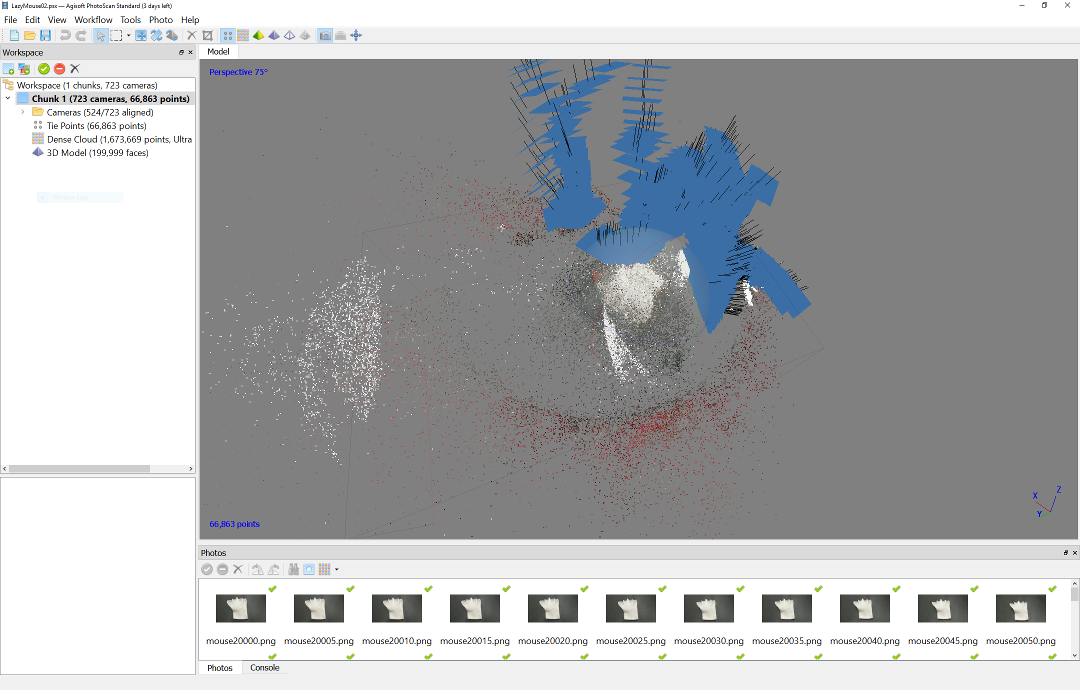 LazyMouse02.psx — Agisoft PhotoScan Standard (3 days left)
File Edit View Workflow Tools Photo Help
Workspace
Model
Workspace (1 chunks, 723 cameras)
Chunk 1 (723 cameras, 66,863 points)
Cameras (524/723 aligned)
Tie Points (66,863 points)
Dense Cloud (1,673,669 points, Ultra
3D Model (199,999 faces)
Perspective 75°
X
Z
Y
66,863 points
Photos
mouse20000.png mouse20005.png mouse20010.png mouse20015.png mouse20020.png mouse20025.png mouse20030.png mouse20035.png mouse20040.png mouse20045.png mouse20050.png
Photos Console